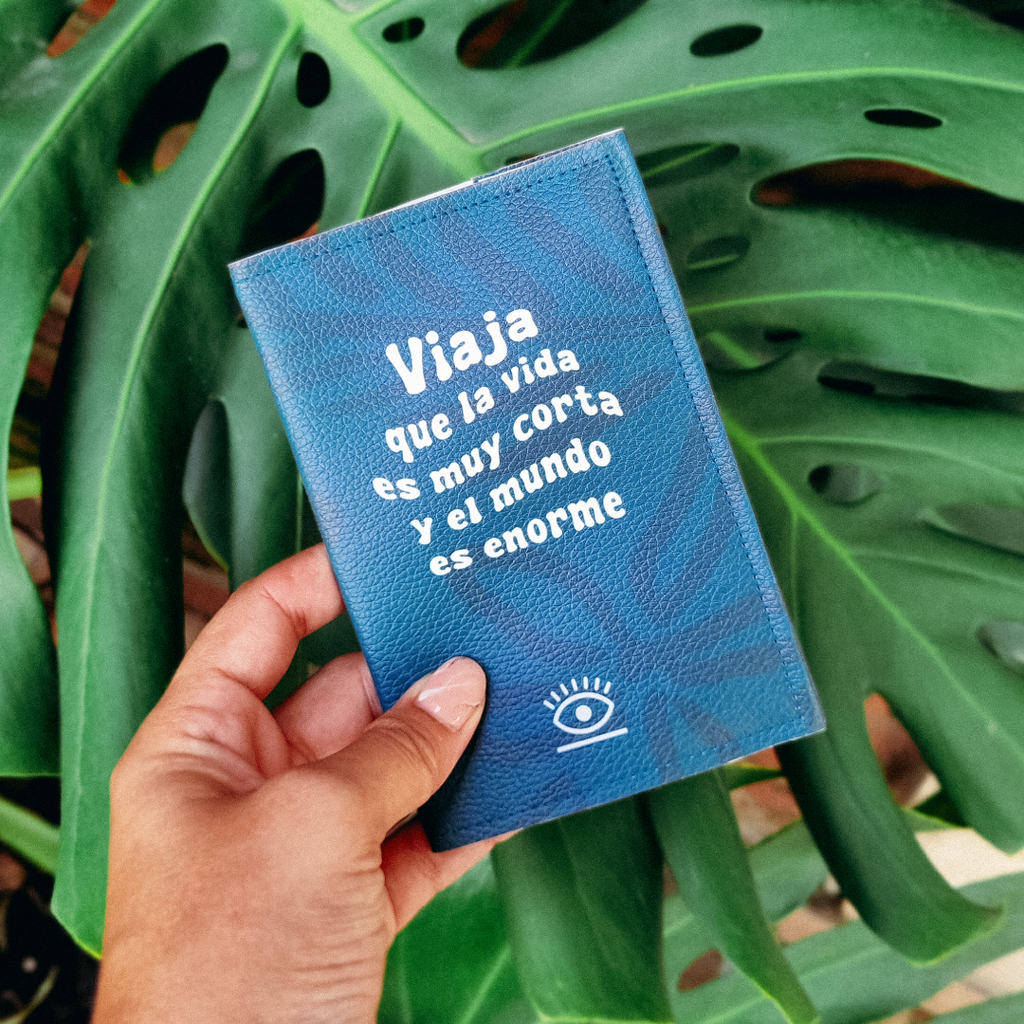 Viaja
que la vida
es muy corta
y el mundo
es enorme